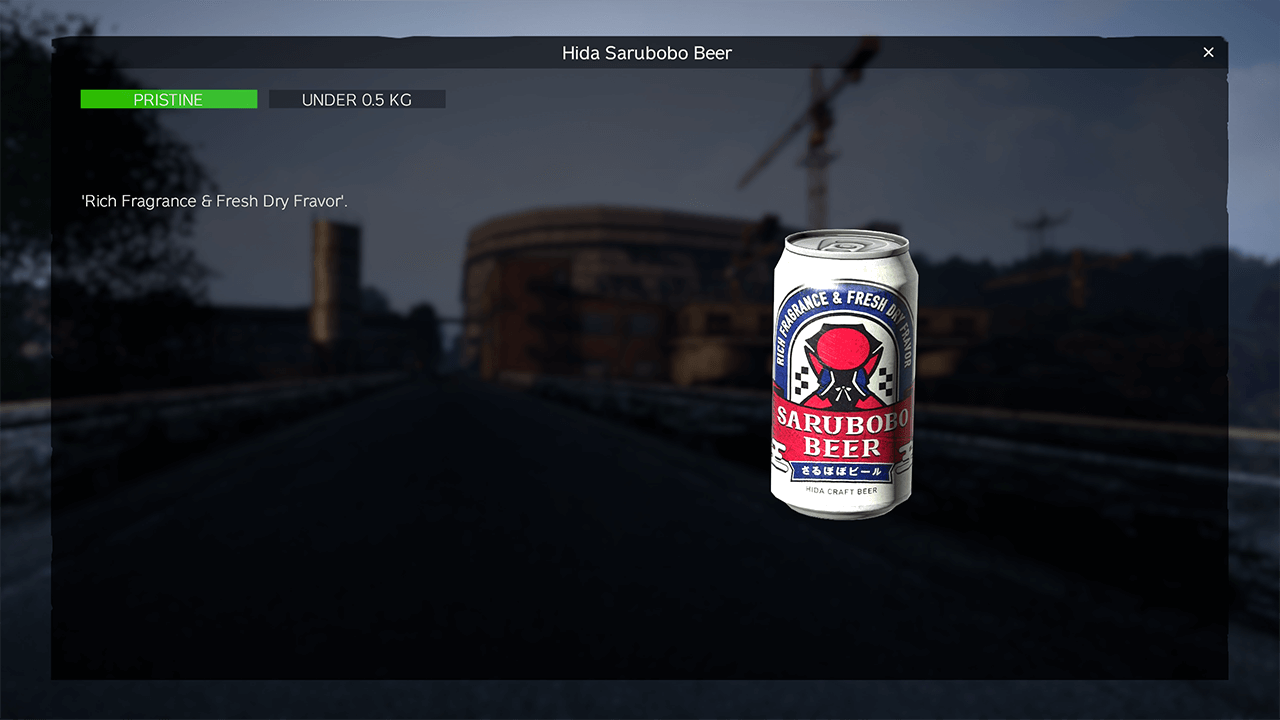 Hida Sarubobo Beer
PRISTINE
UNDER 0.5 KG
'Rich Fragrance & Fresh Dry Fravor'.
RICH FRAGRANCE & FRESH DRY FRAVOR
SARUBOBO
BEER
さるぼぼビール
HIDA CRAFT BEER